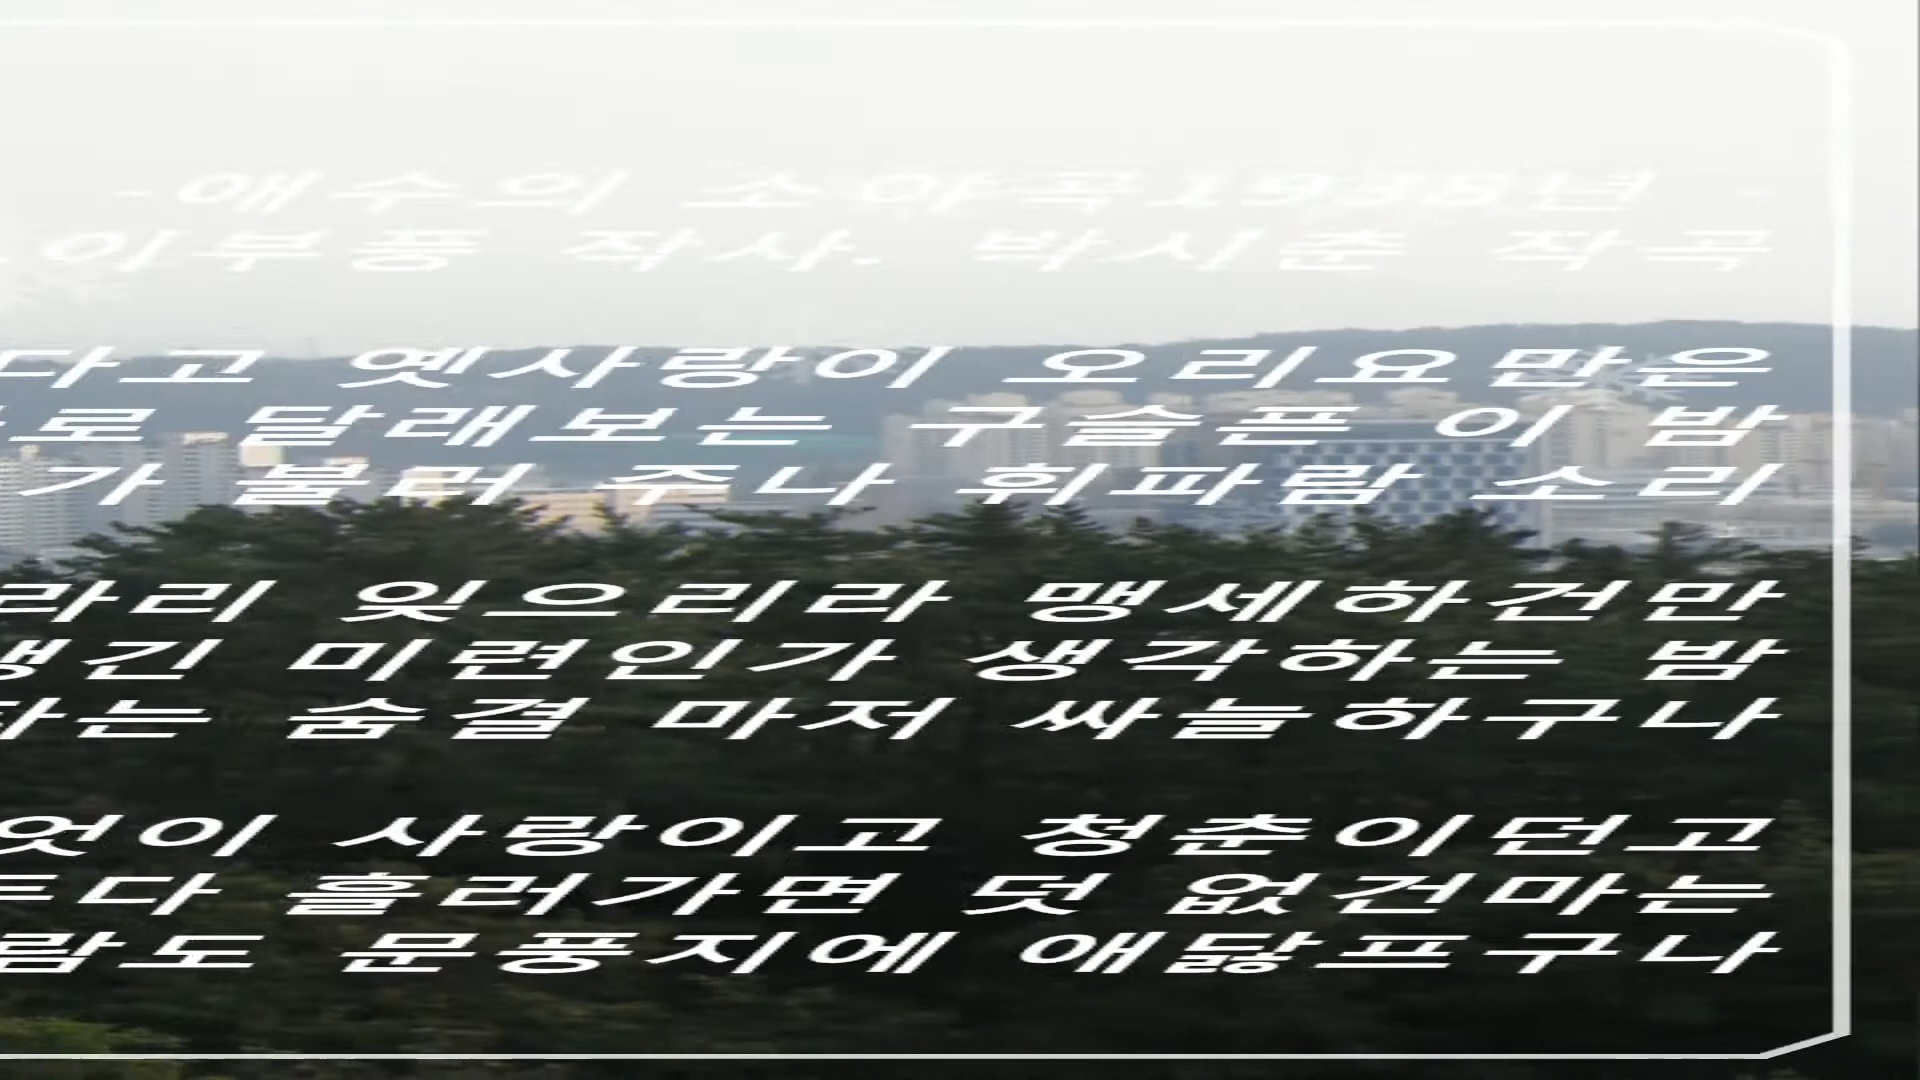 -애수의 소야곡1938년 -
이부풍 작사. 박시춘 작곡
다고 옛사랑이 오리요만은
로 달래보는 구슬픈 이 밤
가 불러 주나 휘파람 소리
라리 잊으리라 맹세하건만
생긴 미련인가 생각하는 밤
는 숨결 마저 싸늘하구나
엇이 사랑이고 청춘이던고
다 흘러가면 덧 없건마는
람도 문풍지에 애닳프구나